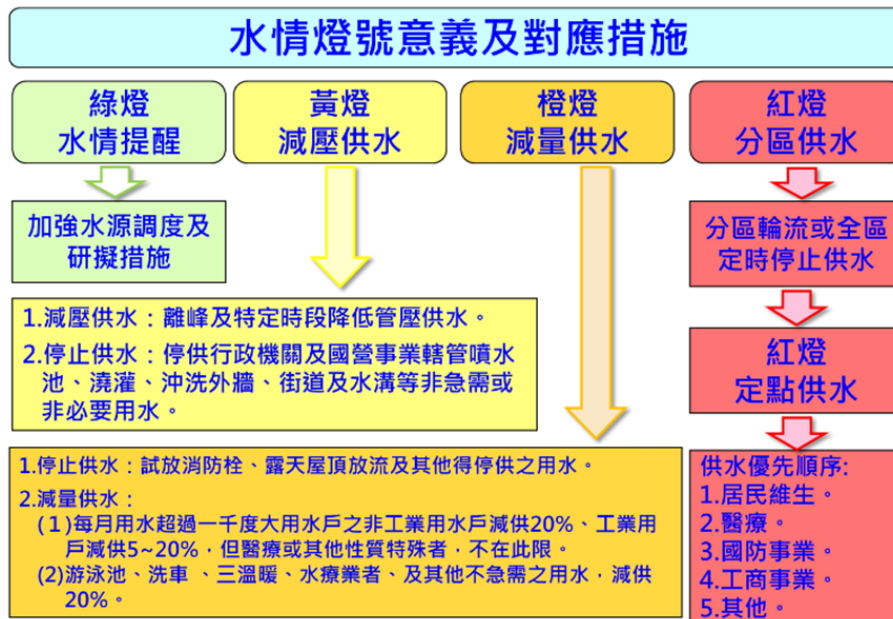 水情燈號意義及對應措施
綠燈
水情提醒
加強水源調度及
研擬措施
黃燈
減壓供水
1.減壓供水：離峰及特定時段降低管壓供水。
2.停止供水：停供行政機關及國營事業轄管噴水
池、澆灌、沖洗外牆、街道及水溝等非急需或
非必要用水。
橙燈
減量供水
1.停止供水：試放消防栓、露天屋頂放流及其他得停供之用水。
2.減量供水：
(１)每月用水超過一千度大用水戶之非工業用水戶減供20%、工業用
戶減供5~20%，但醫療或其他性質特殊者，不在此限。
(2)游泳池、洗車 、三溫暖、水療業者、及其他不急需之用水，減供
20%。
紅燈
分區供水
分區輪流或全區
定時停止供水
紅燈
定點供水
供水優先順序:
1.居民維生。
2.醫療。
3.國防事業。
4.工商事業。
5.其他。